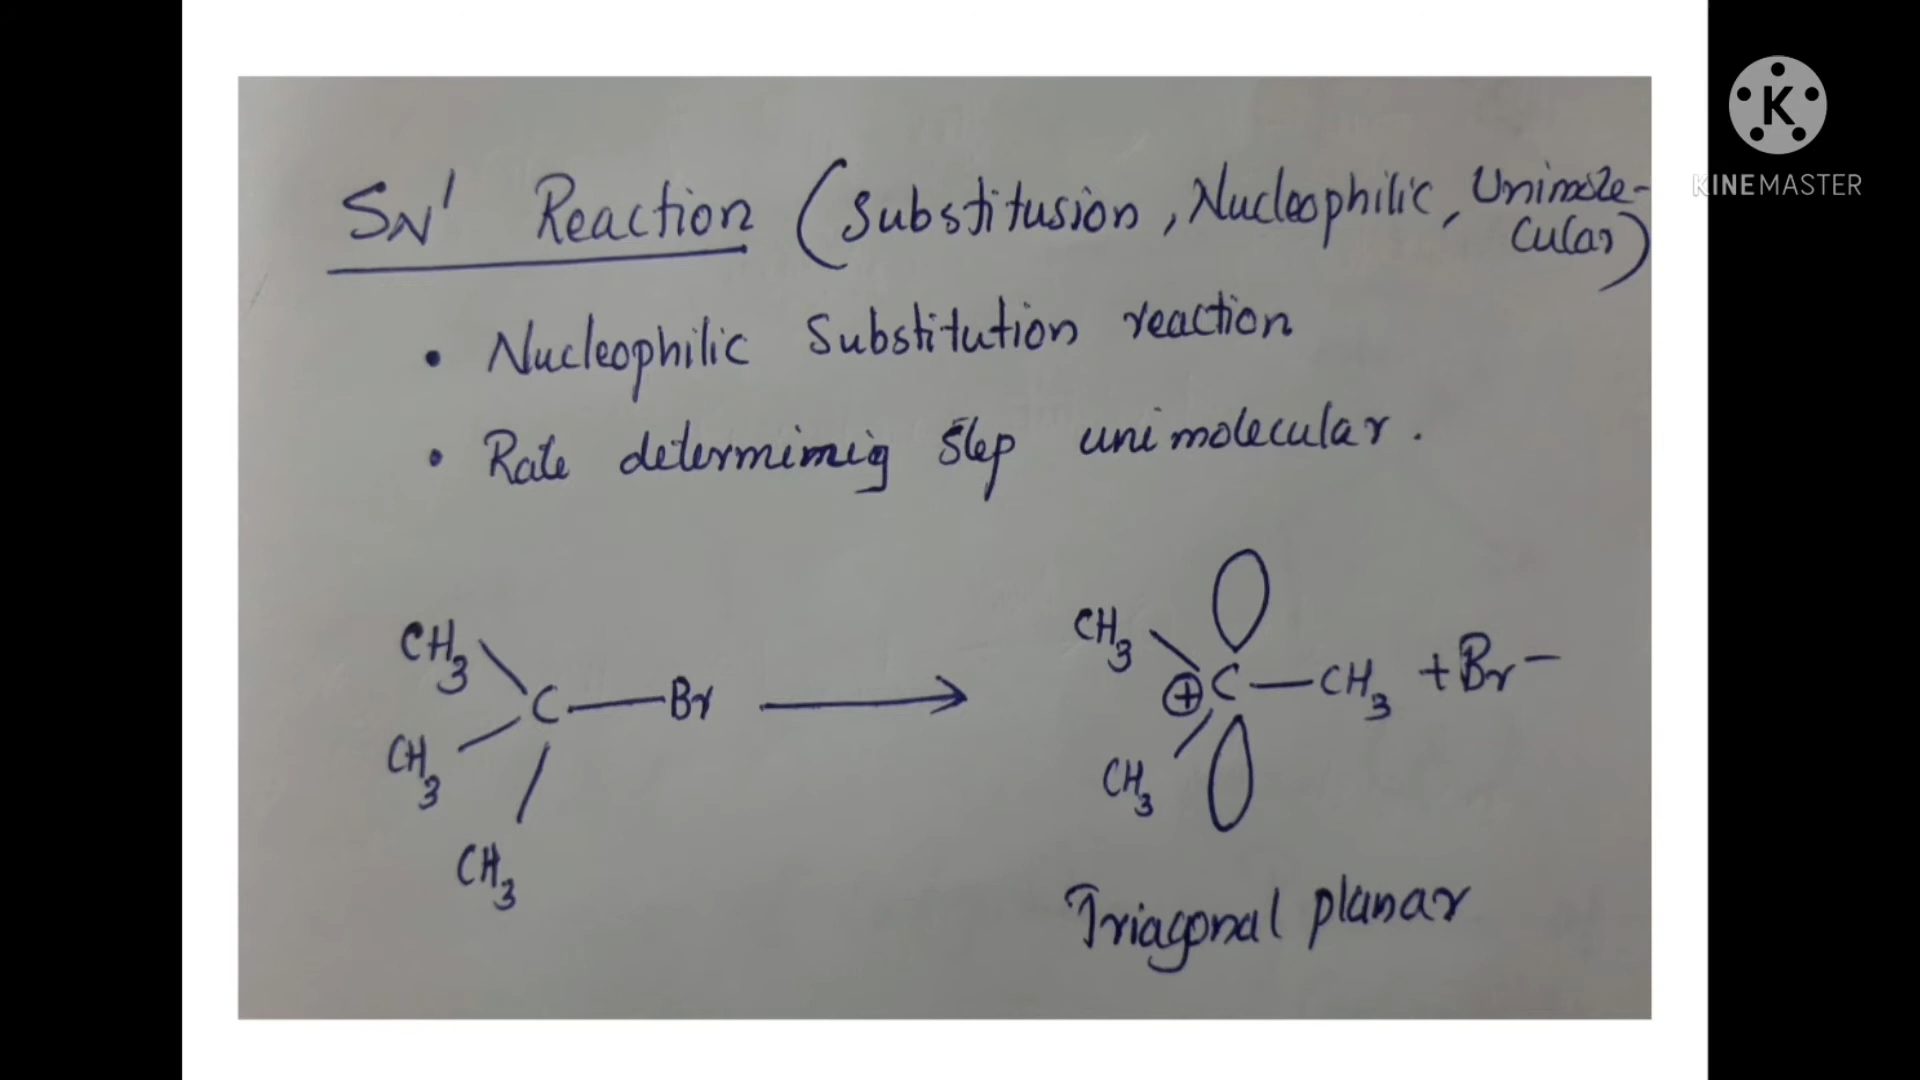 SN1 Reaction (Substitusion, Nucleophilic, Unimole-
cular)
• Nucleophilic Substitution reaction
• Rate determimig step unimolecular.
CH3 CH3 CH3 C Br → CH3 CH3 ⊕ C CH3 + Br−
Triagonal planar
K
KINEMASTER